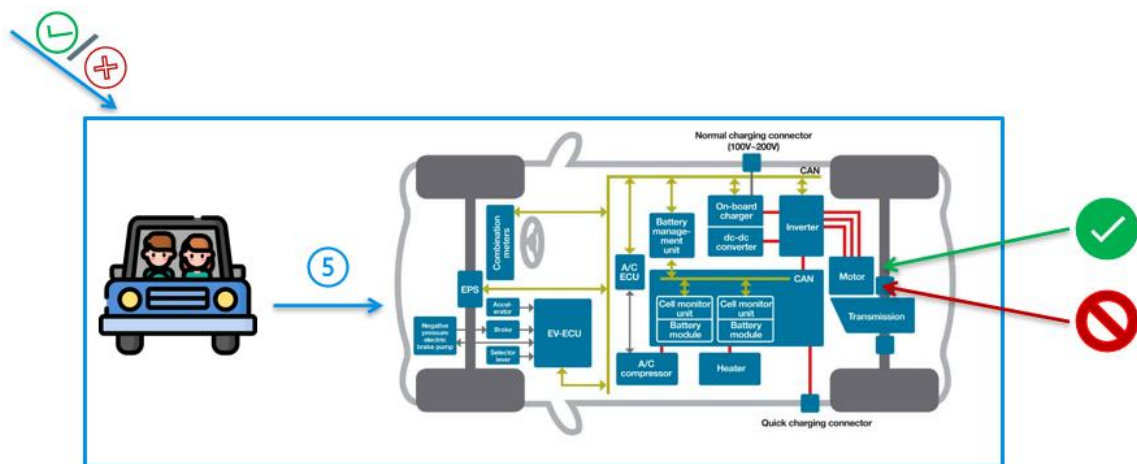 Normal charging connector
(100V~200V)
CAN
Combination
meters
Battery
manage-
ment
unit
On-board
charger
dc-dc
converter
Inverter
5
EPS
A/C
ECU
CAN
Motor
Accel-
erator
Negative
pressure
electric
brake pump
Brake
Selector
lever
EV-ECU
Cell monitor
unit
Battery
module
Cell monitor
unit
Battery
module
Transmission
A/C
compressor
Heater
Quick charging connector